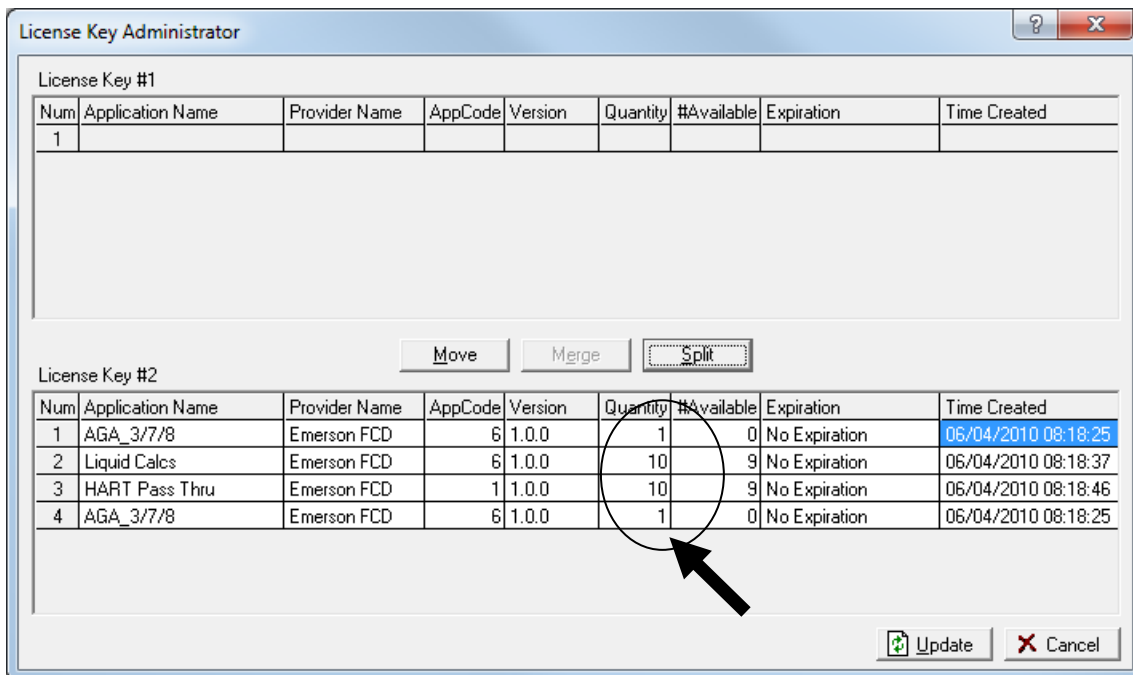 License Key Administrator
License Key #1
Num Application Name Provider Name AppCode Version Quantity #Available Expiration Time Created
1
Move Merge Split
License Key #2
Num Application Name Provider Name AppCode Version Quantity #Available Expiration Time Created
1 AGA_3/7/8 Emerson FCD 6 1.0.0 1 0 No Expiration 06/04/2010 08:18:25
2 Liquid Calcs Emerson FCD 6 1.0.0 10 9 No Expiration 06/04/2010 08:18:37
3 HART Pass Thru Emerson FCD 1 1.0.0 10 9 No Expiration 06/04/2010 08:18:46
4 AGA_3/7/8 Emerson FCD 6 1.0.0 1 0 No Expiration 06/04/2010 08:18:25
Update Cancel